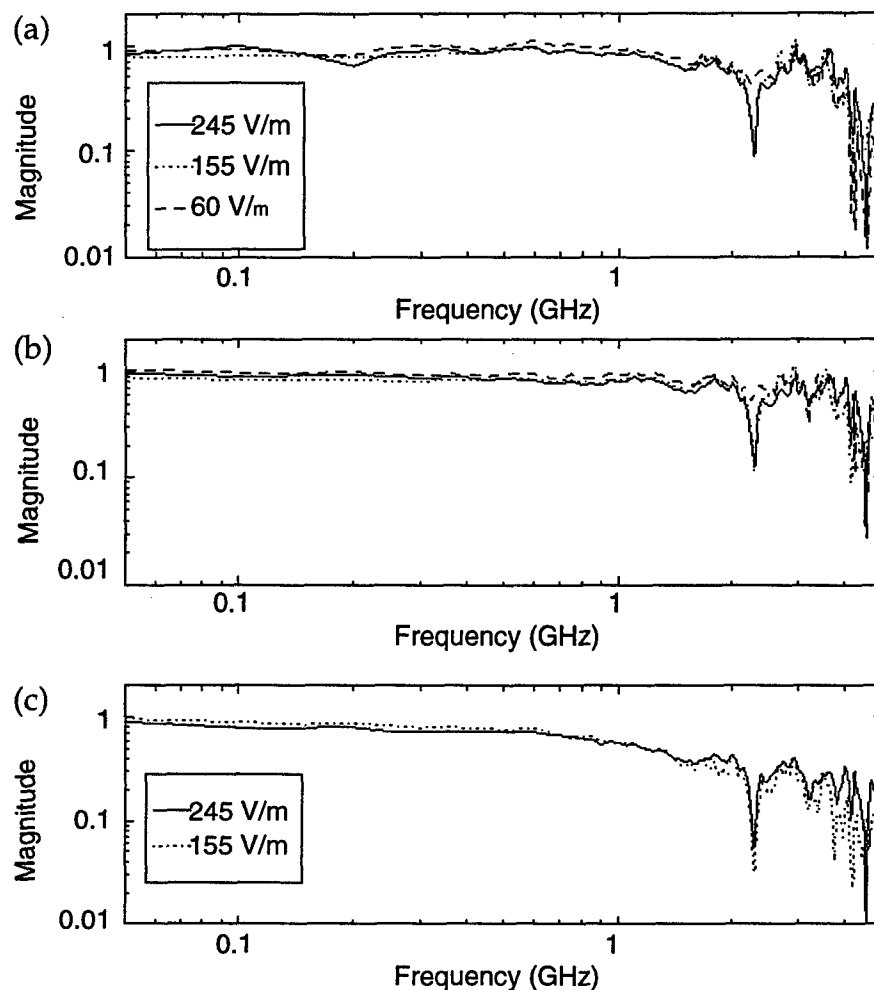 (a)
Magnitude
1
0.1
0.01
245 V/m
155 V/m
60 V/m
0.1
1
Frequency (GHz)
(b)
Magnitude
1
0.1
0.01
0.1
1
Frequency (GHz)
(c)
Magnitude
1
0.1
0.01
245 V/m
155 V/m
0.1
1
Frequency (GHz)